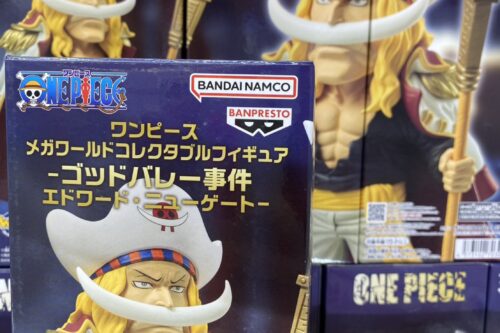 ワンピース
ONE PIECE
BANDAI NAMCO
BANPRESTO
ワンピース
メガワールドコレクタブルフィギュア
-ゴッドバレー事件
エドワード・ニューゲート-
ONE PIECE